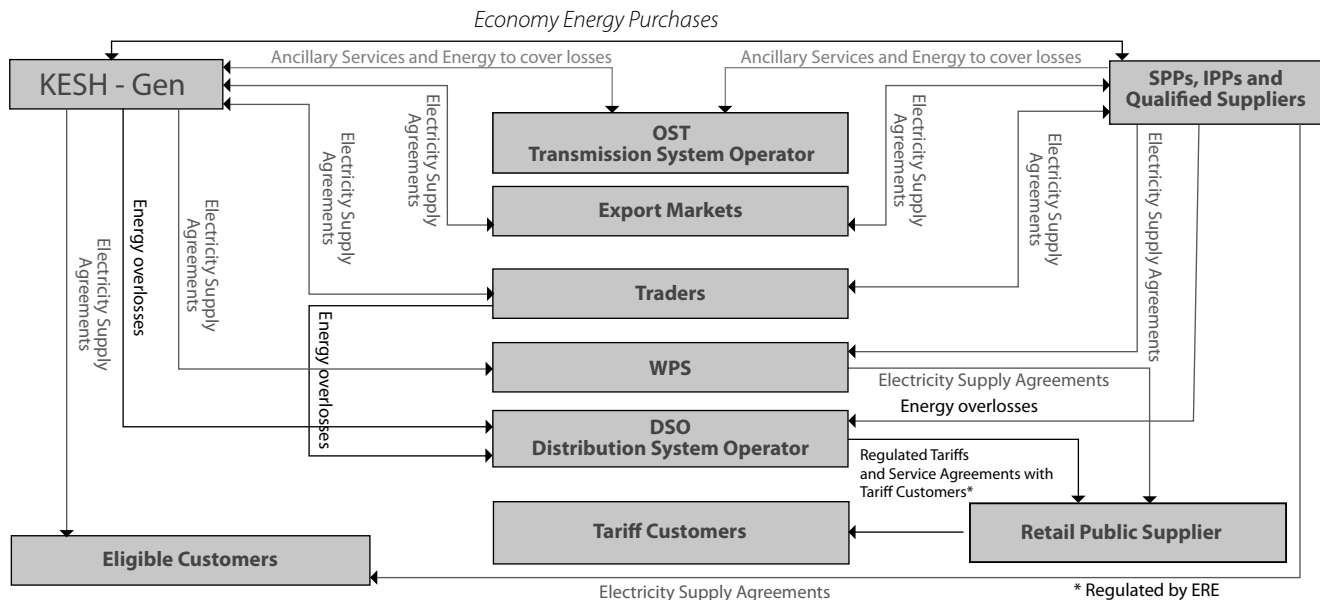 Economy Energy Purchases
Ancillary Services and Energy to cover losses
Ancillary Services and Energy to cover losses
KESH - Gen
SPPs, IPPs and
Qualified Suppliers
OST
Transmission System Operator
Export Markets
Traders
WPS
DSO
Distribution System Operator
Tariff Customers
Retail Public Supplier
Eligible Customers
Electricity Supply
Agreements
Energy overlosses
Electricity Supply
Agreements
Electricity Supply
Agreements
Electricity Supply
Agreements
Energy overlosses
Electricity Supply
Agreements
Electricity Supply
Agreements
Electricity Supply Agreements
Electricity Supply Agreements
Energy overlosses
Regulated Tariffs
and Service Agreements with
Tariff Customers*
Electricity Supply Agreements
* Regulated by ERE